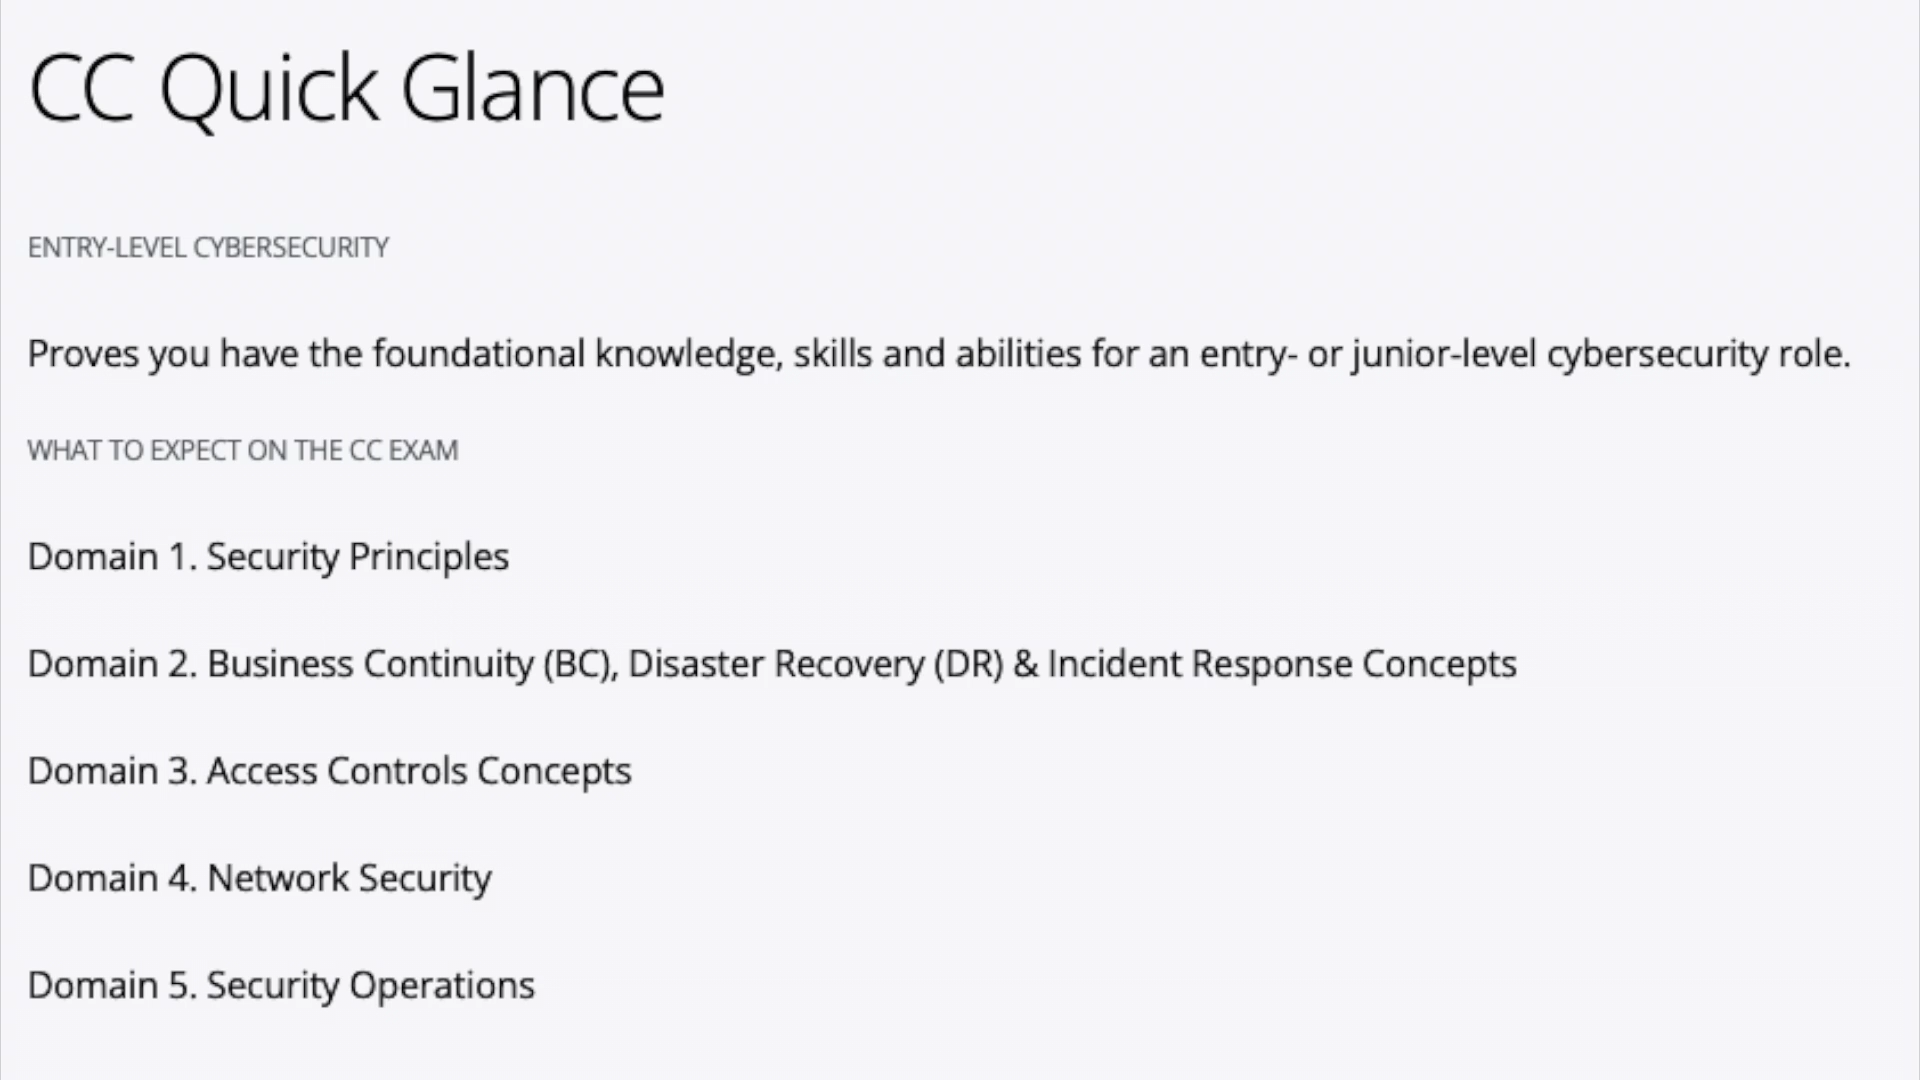 CC Quick Glance
ENTRY-LEVEL CYBERSECURITY
Proves you have the foundational knowledge, skills and abilities for an entry- or junior-level cybersecurity role.
WHAT TO EXPECT ON THE CC EXAM
Domain 1. Security Principles
Domain 2. Business Continuity (BC), Disaster Recovery (DR) & Incident Response Concepts
Domain 3. Access Controls Concepts
Domain 4. Network Security
Domain 5. Security Operations